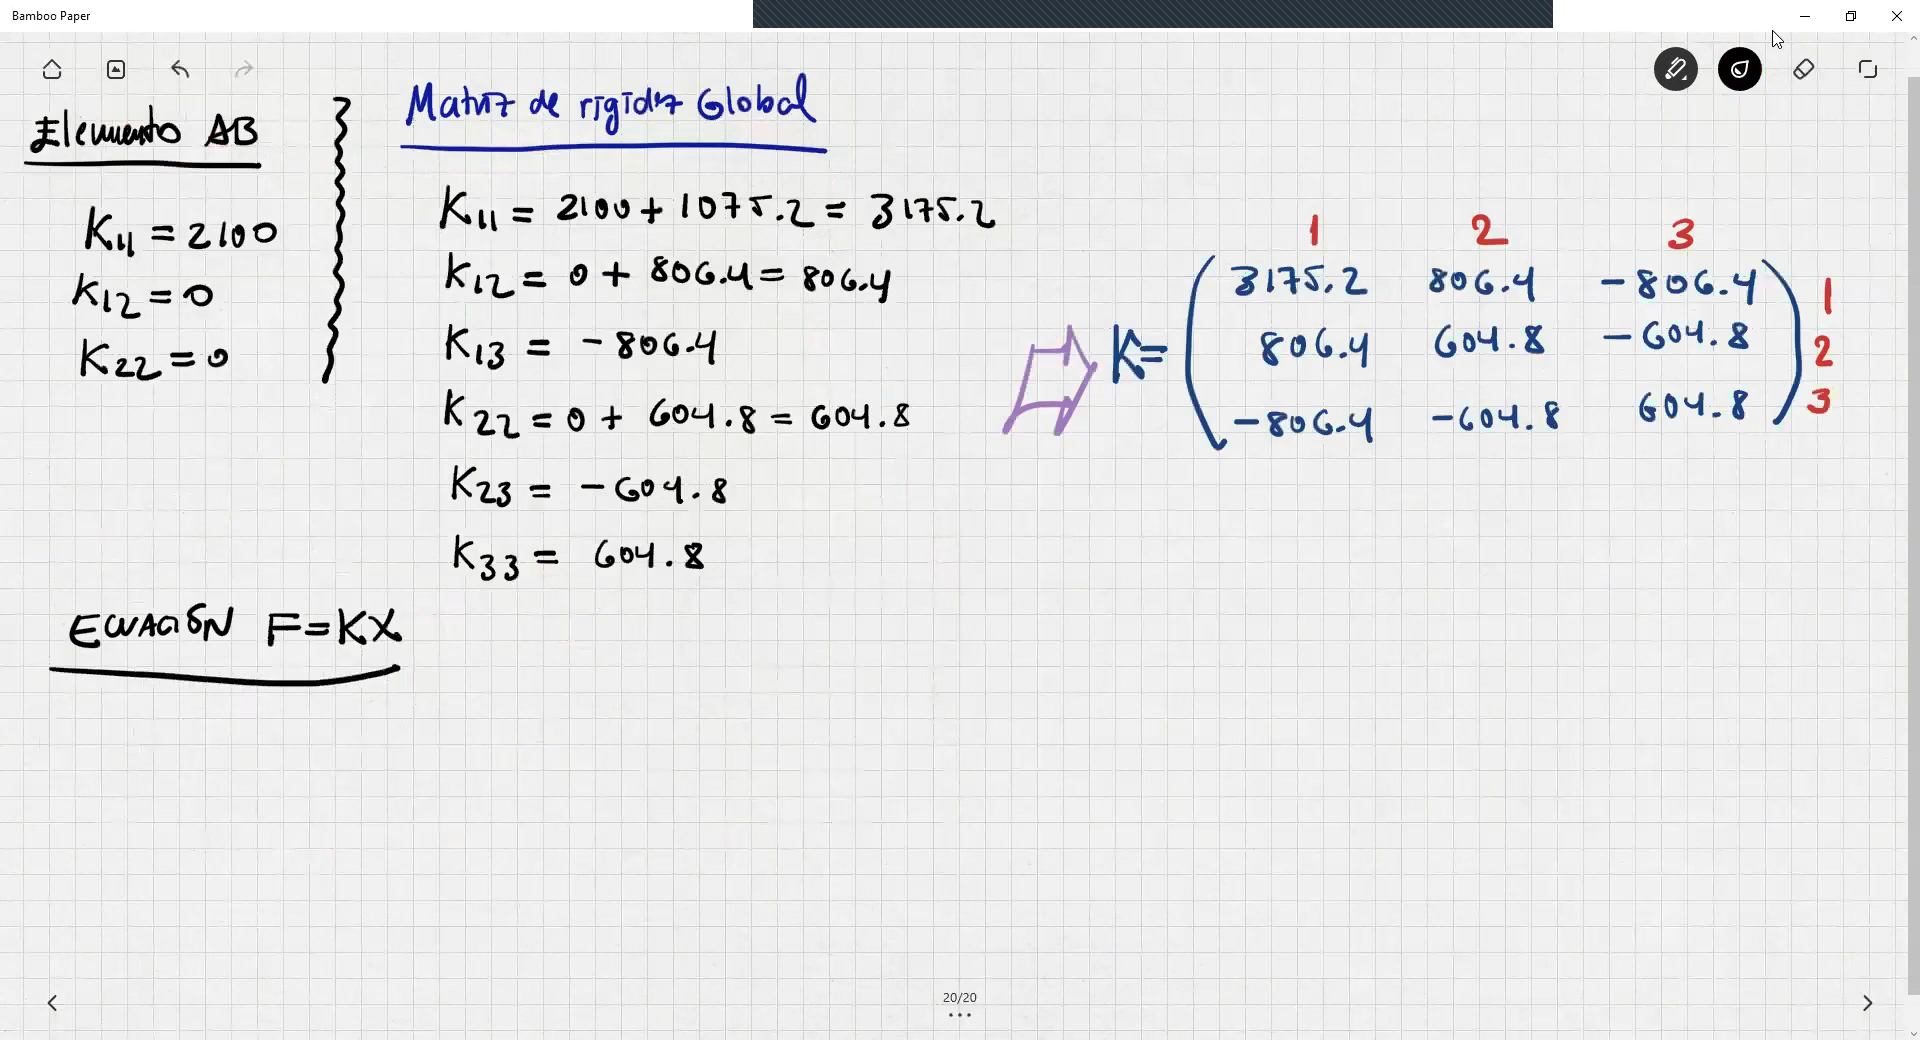 Bamboo Paper
Elemento AB
K11 = 2100
K12 = 0
K22 = 0
Matriz de rigidez Global
K11 = 2100 + 1075.2 = 3175.2
K12 = 0 + 806.4 = 806.4
K13 = - 806.4
K22 = 0 + 604.8 = 604.8
K23 = - 604.8
K33 = 604.8
1 2 3
3175.2 806.4 - 806.4 1
K= 806.4 604.8 - 604.8 2
- 806.4 - 604.8 604.8 3
ECUACIÓN F=KX
20/20